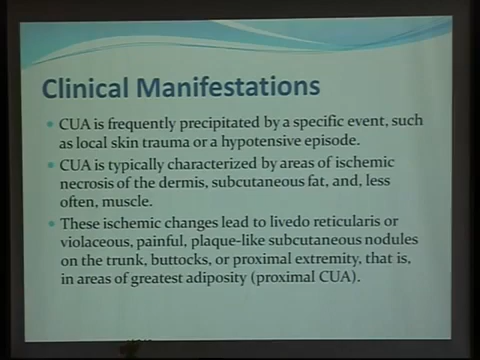 Clinical Manifestations
CUA is frequently precipitated by a specific event, such
as local skin trauma or a hypotensive episode.
CUA is typically characterized by areas of ischemic
necrosis of the dermis, subcutaneous fat, and, less
often, muscle.
These ischemic changes lead to livedo reticularis or
violaceous, painful, plaque-like subcutaneous nodules
on the trunk, buttocks, or proximal extremity, that is,
in areas of greatest adiposity (proximal CUA).